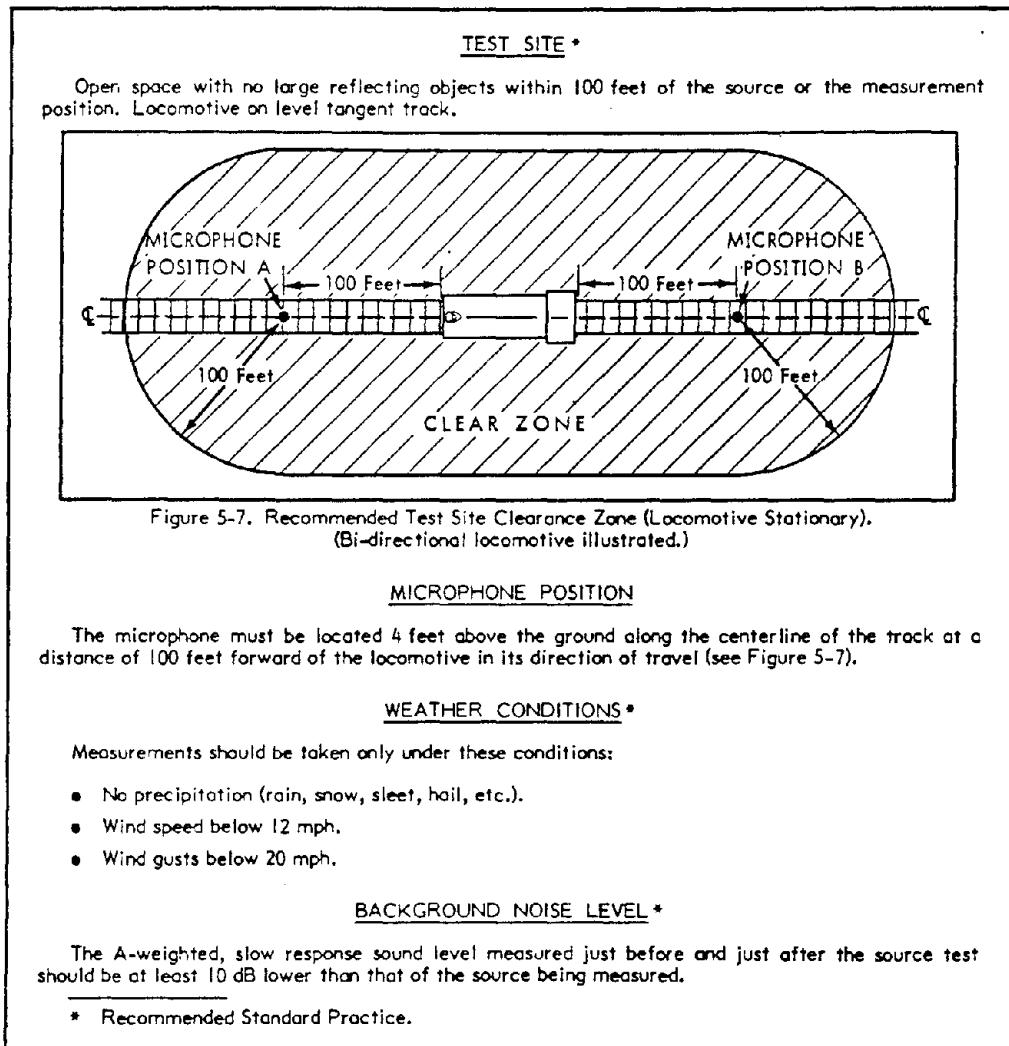 TEST SITE *
Open space with no large reflecting objects within 100 feet of the source or the measurement
position. Locomotive on level tangent track.
MICROPHONE
POSITION A
MICROPHONE
POSITION B
100 Feet
100 Feet
℄
℄
100 Feet
100 Feet
CLEAR ZONE
Figure 5-7. Recommended Test Site Clearance Zone (Locomotive Stationary).
(Bi-directional locomotive illustrated.)
MICROPHONE POSITION
The microphone must be located 4 feet above the ground along the centerline of the track at a
distance of 100 feet forward of the locomotive in its direction of travel (see Figure 5-7).
WEATHER CONDITIONS *
Measurements should be taken only under these conditions:
• No precipitation (rain, snow, sleet, hail, etc.).
• Wind speed below 12 mph.
• Wind gusts below 20 mph.
BACKGROUND NOISE LEVEL *
The A-weighted, slow response sound level measured just before and just after the source test
should be at least 10 dB lower than that of the source being measured.
* Recommended Standard Practice.